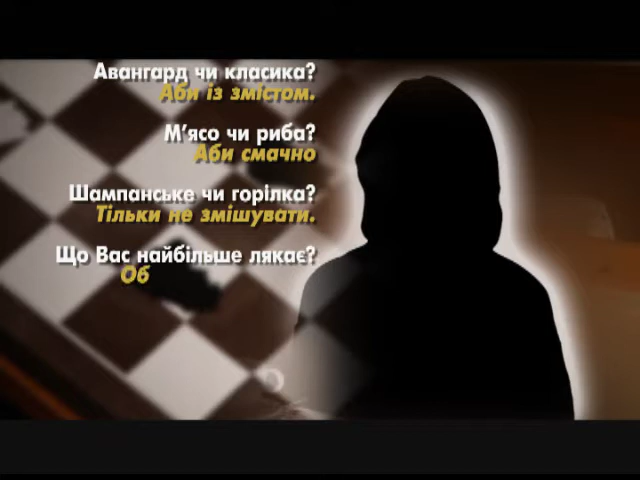 Авангард чи класика?
Аби із змістом.
М'ясо чи риба?
Аби смачно
Шампанське чи горілка?
Тільки не змішувати.
Що Вас найбільше лякає?
Об